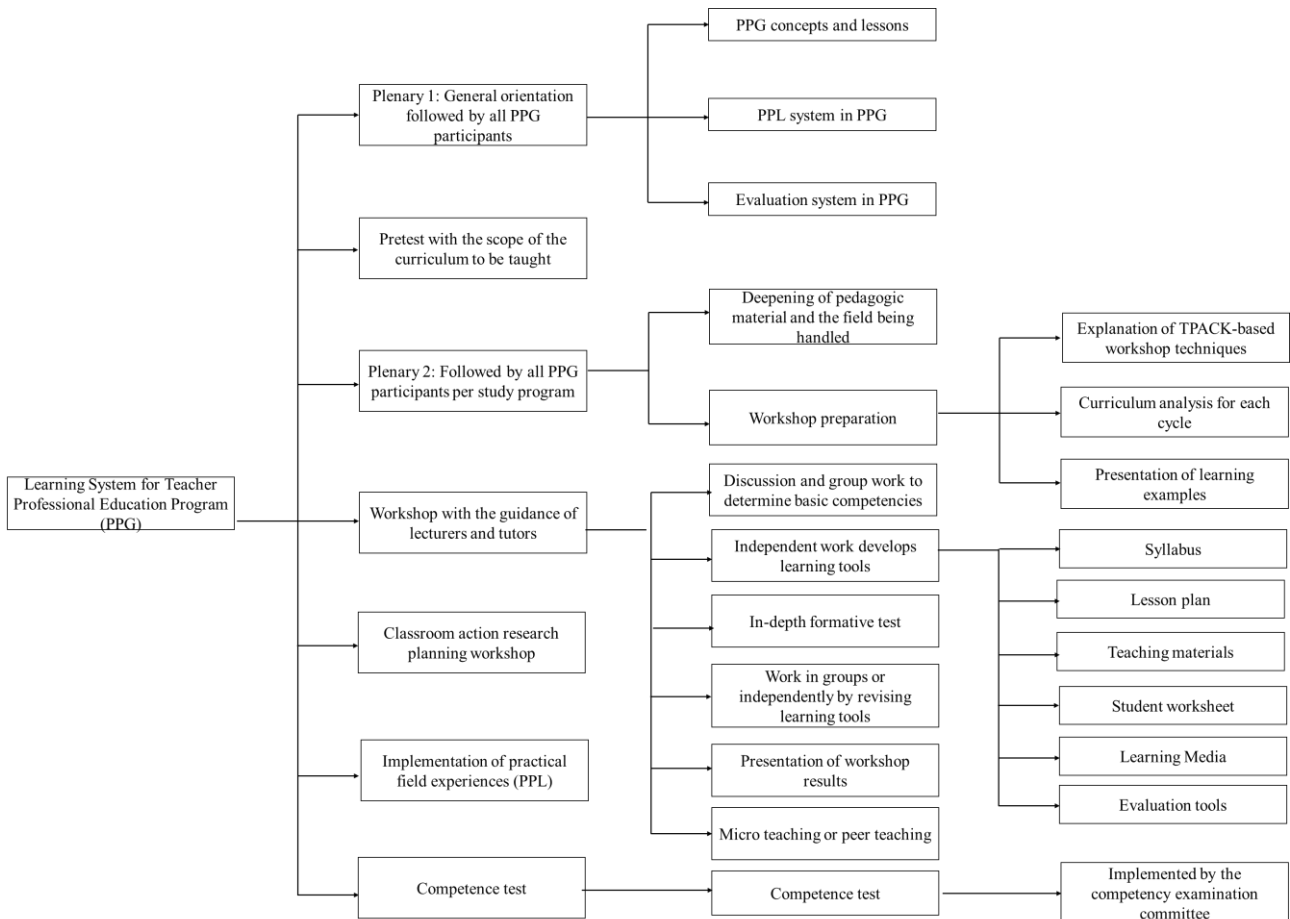 PPG concepts and lessons
Plenary 1: General orientation
followed by all PPG
participants
PPL system in PPG
Evaluation system in PPG
Pretest with the scope of the
curriculum to be taught
Deepening of pedagogic
material and the field being
handled
Explanation of TPACK-based
workshop techniques
Plenary 2: Followed by all PPG
participants per study program
Workshop preparation
Curriculum analysis for each
cycle
Presentation of learning
examples
Learning System for Teacher
Professional Education Program
(PPG)
Workshop with the guidance of
lecturers and tutors
Discussion and group work to
determine basic competencies
Independent work develops
learning tools
Syllabus
Lesson plan
In-depth formative test
Teaching materials
Classroom action research
planning workshop
Work in groups or
independently by revising
learning tools
Student worksheet
Implementation of practical
field experiences (PPL)
Presentation of workshop
results
Learning Media
Evaluation tools
Micro teaching or peer teaching
Competence test
Competence test
Implemented by the
competency examination
committee